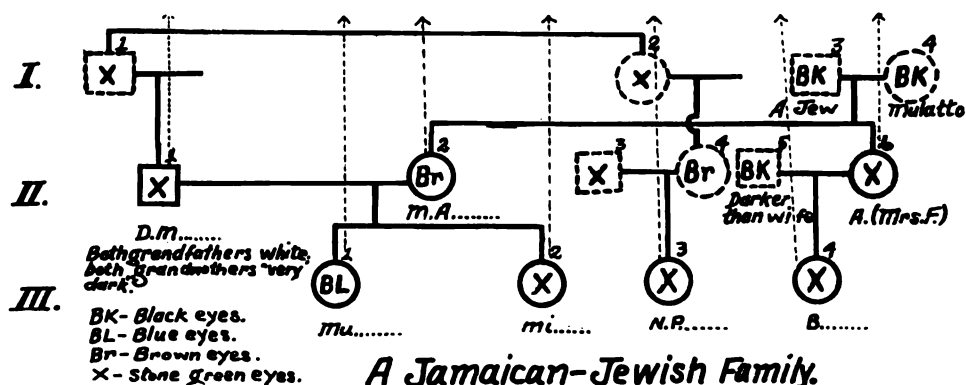 I.
1
X
2
X
3
BK
A Jew
4
BK
Mulatto
II.
1
X
D.M........
Both grandfathers white,
both grandmothers "very
dark."
2
Br
M.A.........
3
X
4
Br
5
BK
Darker
than wife
6
X
A. (Mrs.F.)
III.
1
BL
Mu........
2
X
Mi........
3
X
N.P.......
4
X
B.......
BK- Black eyes.
BL- Blue eyes.
Br- Brown eyes.
X- stone green eyes.
A Jamaican-Jewish Family.